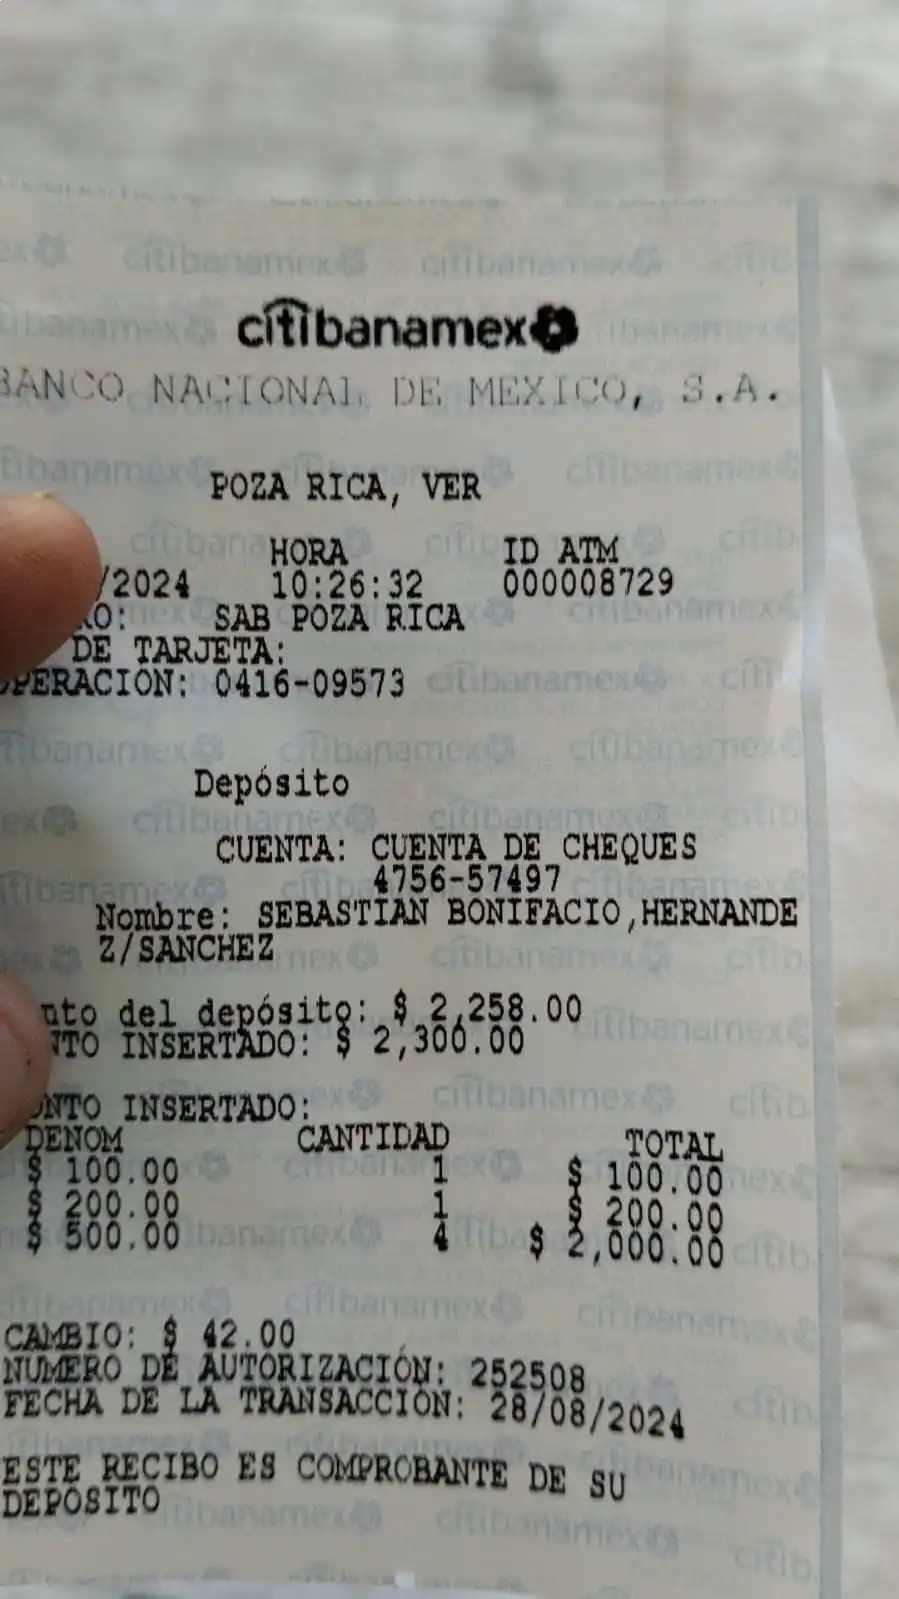 citibanamex
BANCO NACIONAL DE MEXICO, S.A.
POZA RICA, VER
HORA ID ATM
/2024 10:26:32 000008729
RO: SAB POZA RICA
DE TARJETA:
OPERACION: 0416-09573
Depósito
CUENTA: CUENTA DE CHEQUES
4756-57497
Nombre: SEBASTIAN BONIFACIO,HERNANDE
Z/SANCHEZ
nto del depósito: $ 2,258.00
NTO INSERTADO: $ 2,300.00
ONTO INSERTADO:
DENOM CANTIDAD TOTAL
$ 100.00 1 $ 100.00
$ 200.00 1 $ 200.00
$ 500.00 4 $ 2,000.00
CAMBIO: $ 42.00
NUMERO DE AUTORIZACIÓN: 252508
FECHA DE LA TRANSACCIÓN: 28/08/2024
ESTE RECIBO ES COMPROBANTE DE SU
DEPOSITO